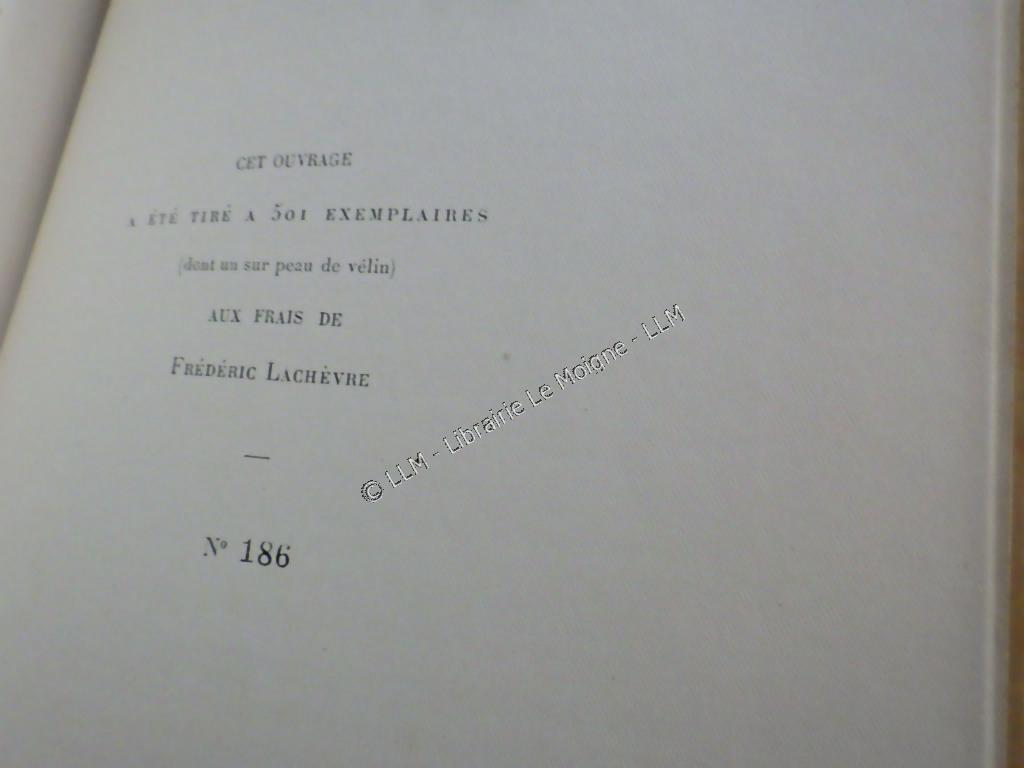 CET OUVRAGE
A ÉTÉ TIRÉ A 501 EXEMPLAIRES
(dont un sur peau de vélin)
AUX FRAIS DE
FRÉDÉRIC LACHÈVRE
—
Nº 186
© LLM - Librairie Le Moigne - LLM